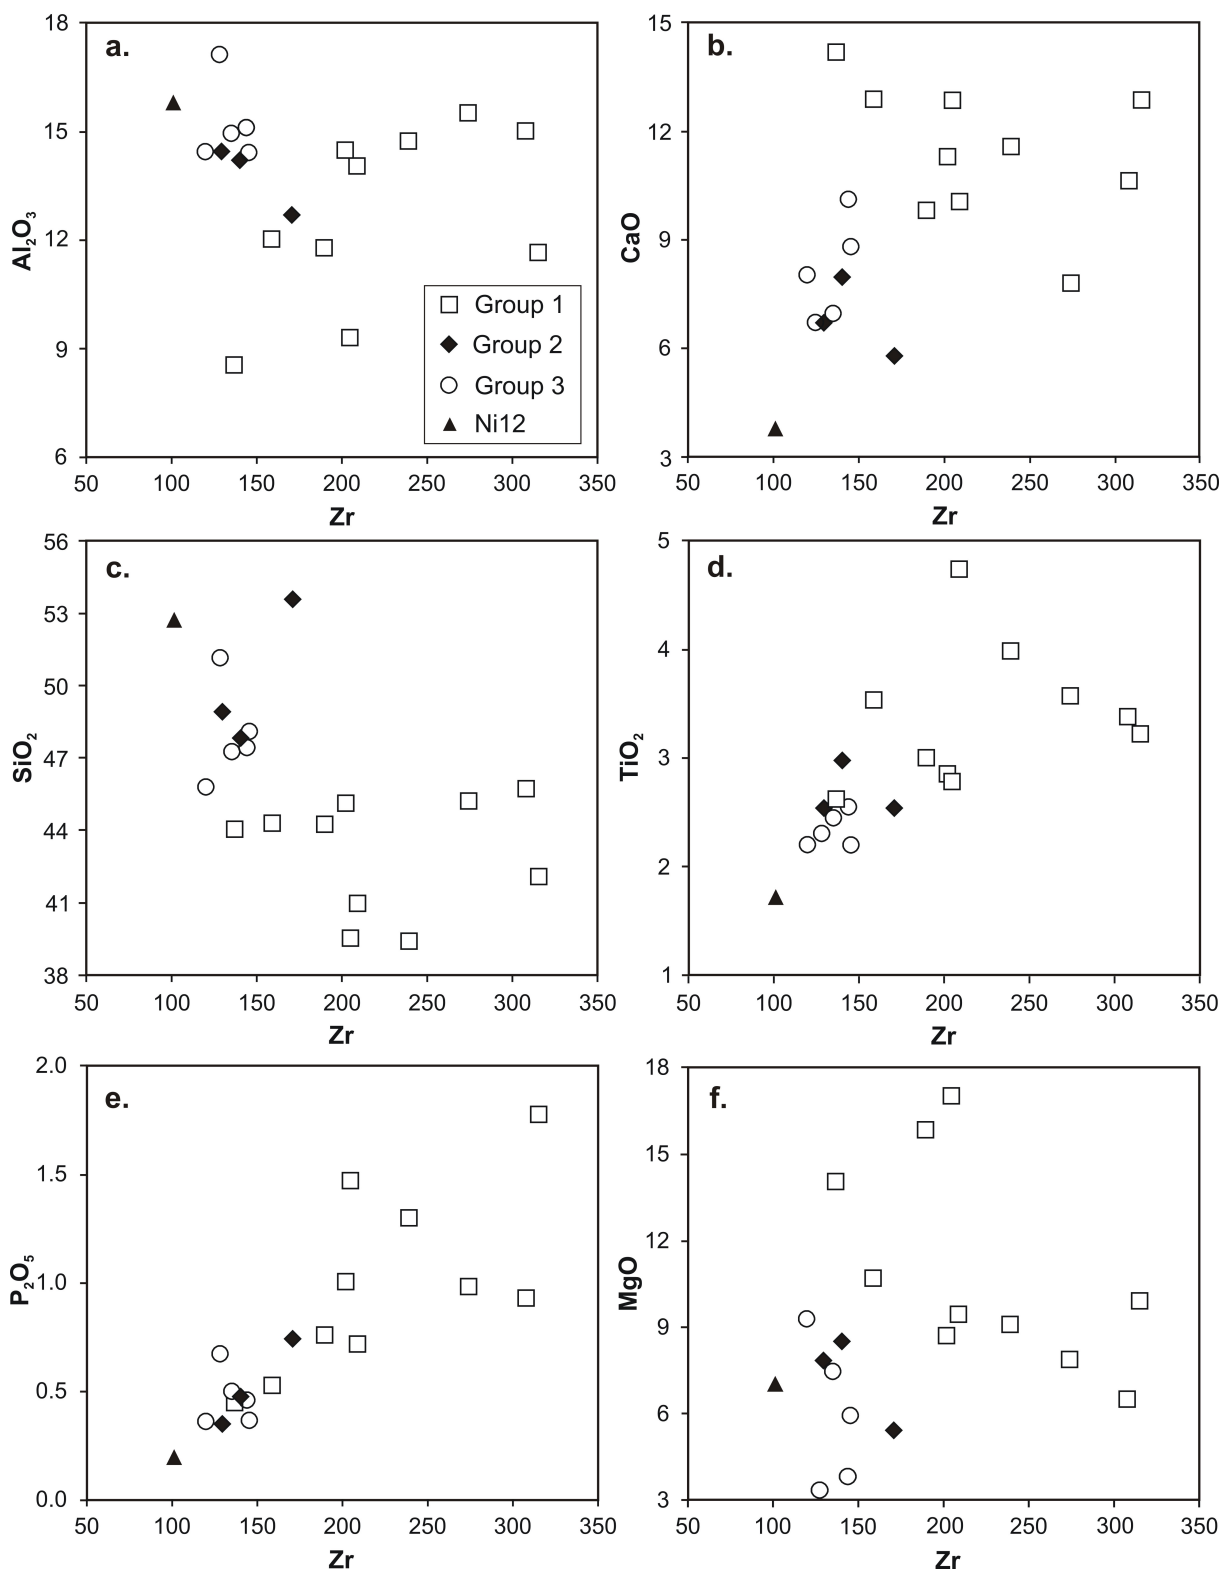 a.
18
15
12
9
6
Al2O3
50 100 150 200 250 300 350
Zr
Group 1
Group 2
Group 3
Ni12
b.
15
12
9
6
3
CaO
50 100 150 200 250 300 350
Zr
c.
56
53
50
47
44
41
38
SiO2
50 100 150 200 250 300 350
Zr
d.
5
4
3
2
1
TiO2
50 100 150 200 250 300 350
Zr
e.
2.0
1.5
1.0
0.5
0.0
P2O5
50 100 150 200 250 300 350
Zr
f.
18
15
12
9
6
3
MgO
50 100 150 200 250 300 350
Zr